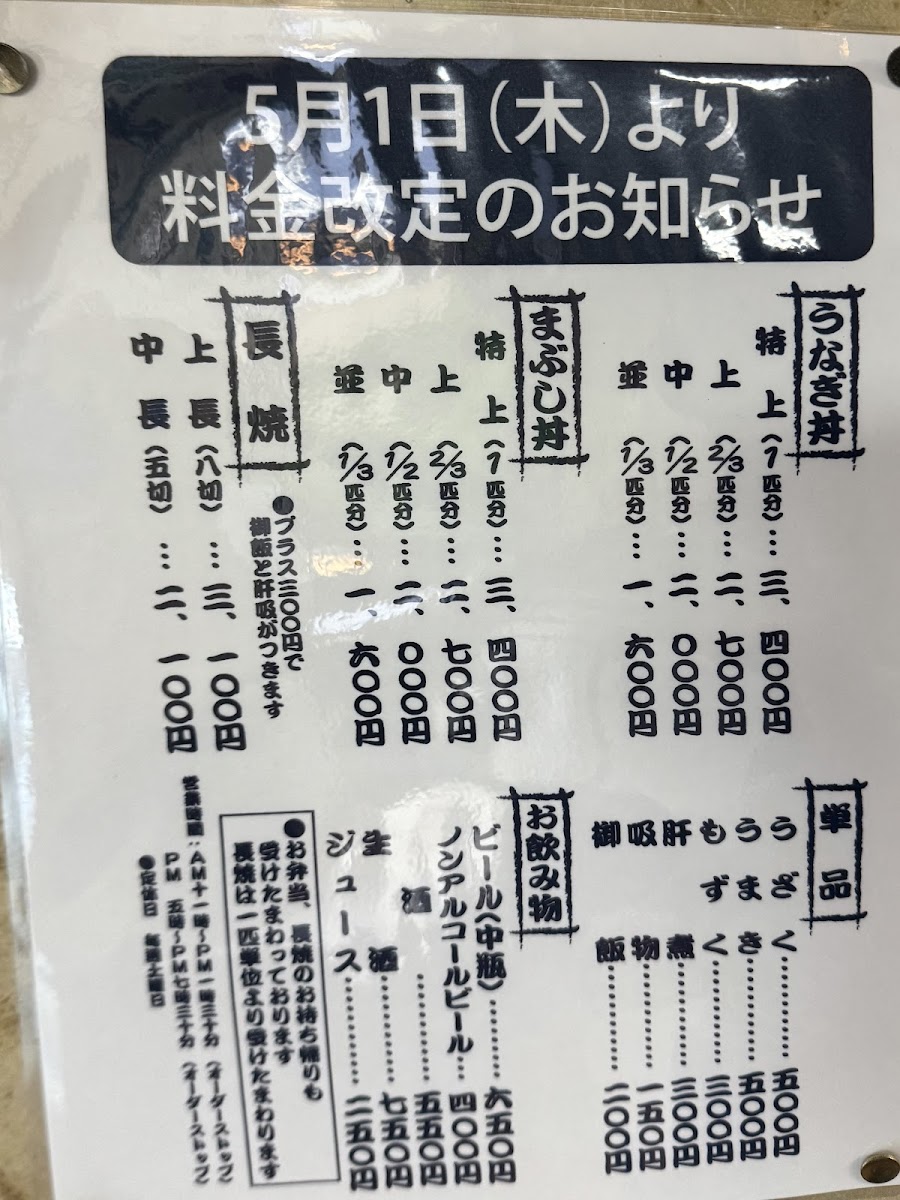 5月1日(木)より
料金改定のお知らせ
うなぎ丼
特上(1匹分)…三、四〇〇円
上(2/3匹分)…二、七〇〇円
中(1/2匹分)…二、〇〇〇円
並(1/3匹分)…一、六〇〇円
まぶし丼
特上(1匹分)…三、四〇〇円
上(2/3匹分)…二、七〇〇円
中(1/2匹分)…二、〇〇〇円
並(1/3匹分)…一、六〇〇円
長焼
上長(八切)…三、一〇〇円
中長(五切)…二、一〇〇円
●プラス三〇〇円で
御飯と肝吸がつきます
単品
うざく…………五〇〇円
うまき…………五〇〇円
もずく…………三〇〇円
肝煮…………三〇〇円
吸物…………一五〇円
御飯…………二〇〇円
お飲み物
ビール(中瓶)………六五〇円
ノンアルコールビール…四〇〇円
酒…………五五〇円
生酒…………七五〇円
ジュース…………二五〇円
●お弁当、長焼のお持ち帰りも
受けたまわっております
長焼は一匹単位より受けたまわります
営業時間:AM十一時〜PM一時三十分(オーダーストップ)
PM五時〜PM七時三十分(オーダーストップ)
●定休日 毎週土曜日